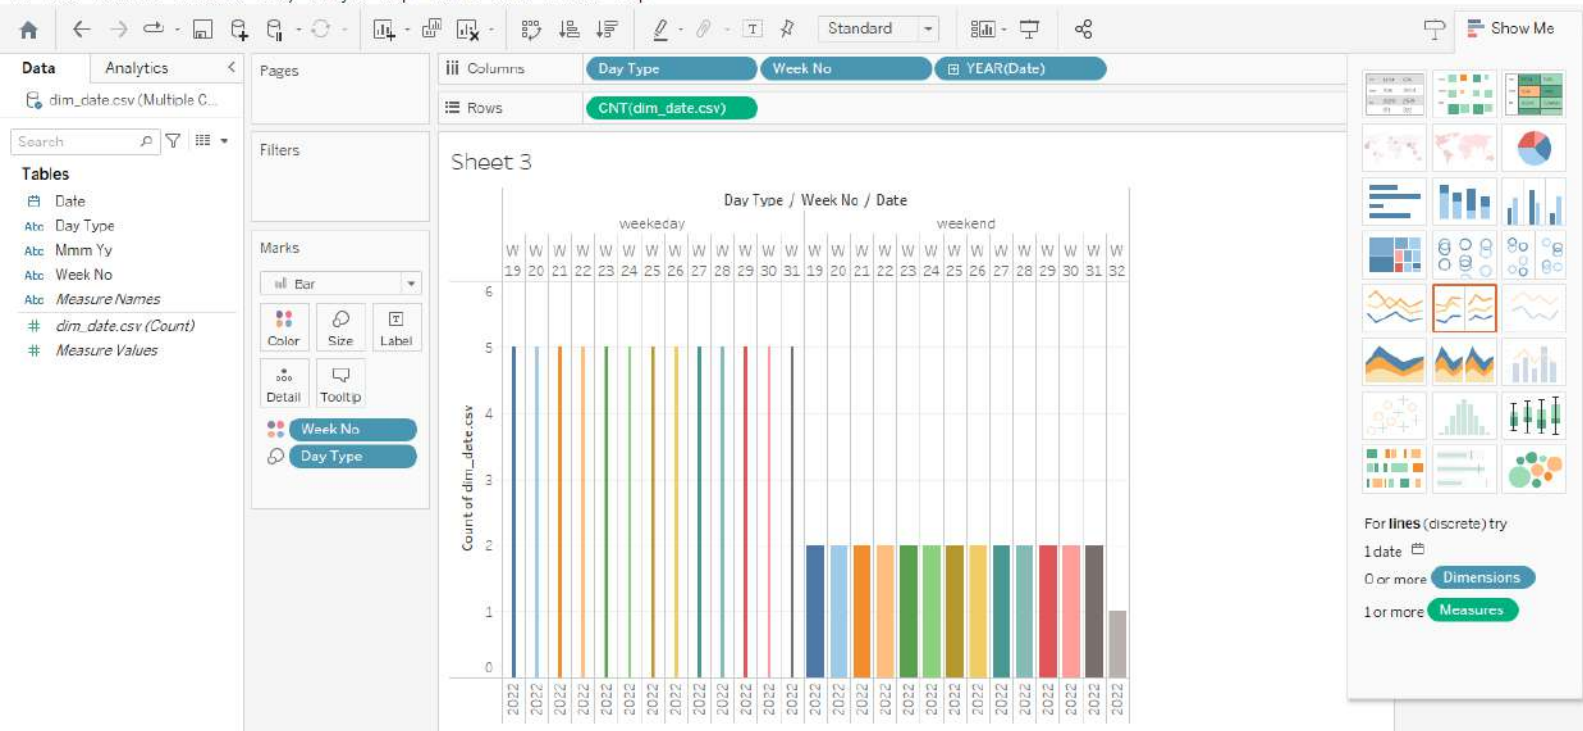 Standard
Show Me
Data Analytics
dim_date.csv (Multiple C...
Search
Tables
Date
Abc Day Type
Abc Mmm Yy
Abc Week No
Abc Measure Names
# dim_date.csv (Count)
# Measure Values
Pages
Filters
Marks
Bar
Color Size Label
Detail Tooltip
Week No
Day Type
iii Columns Day Type Week No YEAR(Date)
Rows CNT(dim_date.csv)
Sheet 3
Day Type / Week No / Date
weekeday weekend
W W W W W W W W W W W W W W W W W W W W W W W W W W W
19 20 21 22 23 24 25 26 27 28 29 30 31 19 20 21 22 23 24 25 26 27 28 29 30 31 32
6
5
4
3
2
1
0
Count of dim_date.csv
2022 2022 2022 2022 2022 2022 2022 2022 2022 2022 2022 2022 2022 2022 2022 2022 2022 2022 2022 2022 2022 2022 2022 2022 2022 2022 2022
For lines (discrete) try
1 date
0 or more Dimensions
1 or more Measures